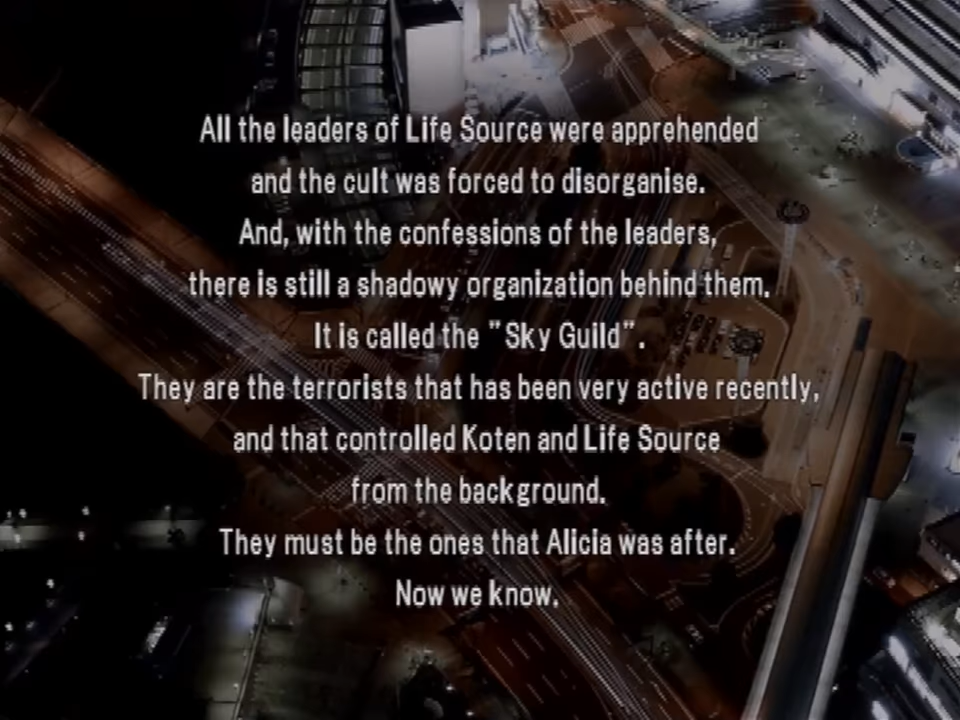 All the leaders of Life Source were apprehended
and the cult was forced to disorganise.
And, with the confessions of the leaders,
there is still a shadowy organization behind them.
It is called the "Sky Guild".
They are the terrorists that has been very active recently,
and that controlled Koten and Life Source
from the background.
They must be the ones that Alicia was after.
Now we know.